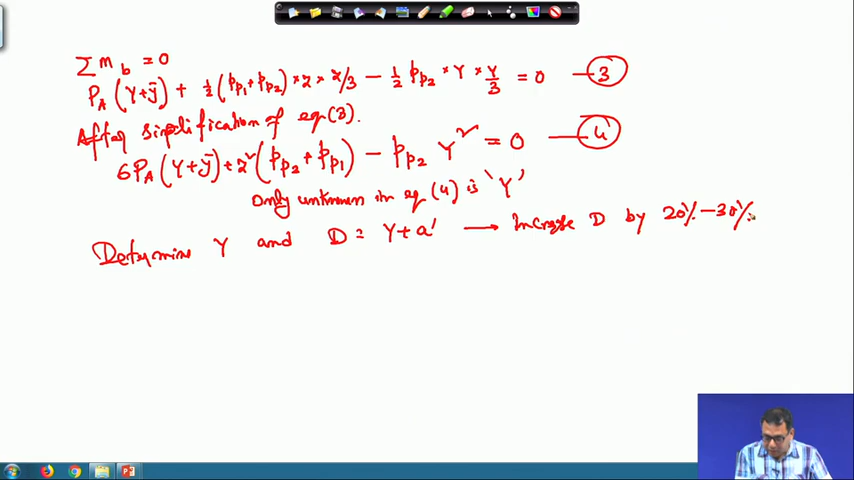 Σ m_b = 0
P_A (Y+ȳ) + 1/2 (p_p1 + p_p2) * z * z/3 − 1/2 p_p2 * Y * Y/3 = 0 — 3
After simplification of eq (3).
6P_A (Y+ȳ) + z² (p_p2 + p_p1) − p_p2 Y² = 0 — 4
Only unknown in eq (4) is 'Y'
Determine Y and D = Y + a' → Increase D by 20% − 30%